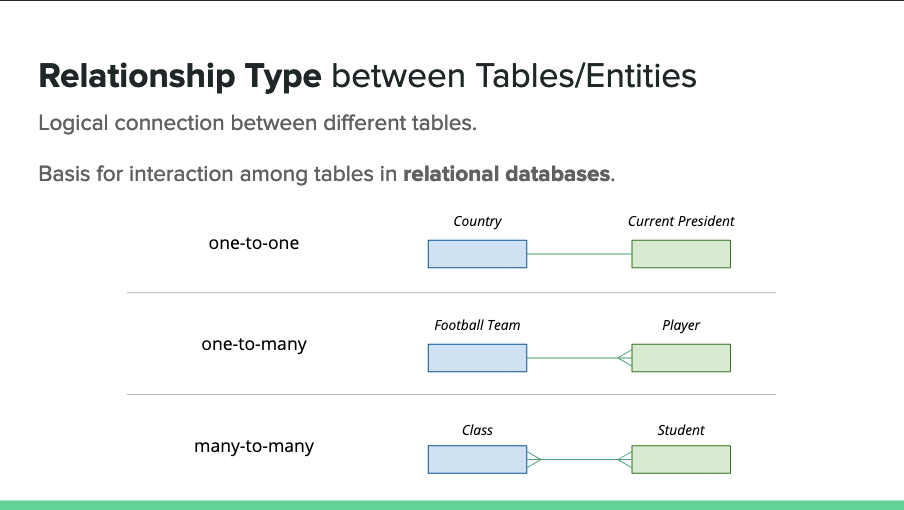 Relationship Type between Tables/Entities
Logical connection between different tables.
Basis for interaction among tables in relational databases.
one-to-one
Country
Current President
one-to-many
Football Team
Player
many-to-many
Class
Student